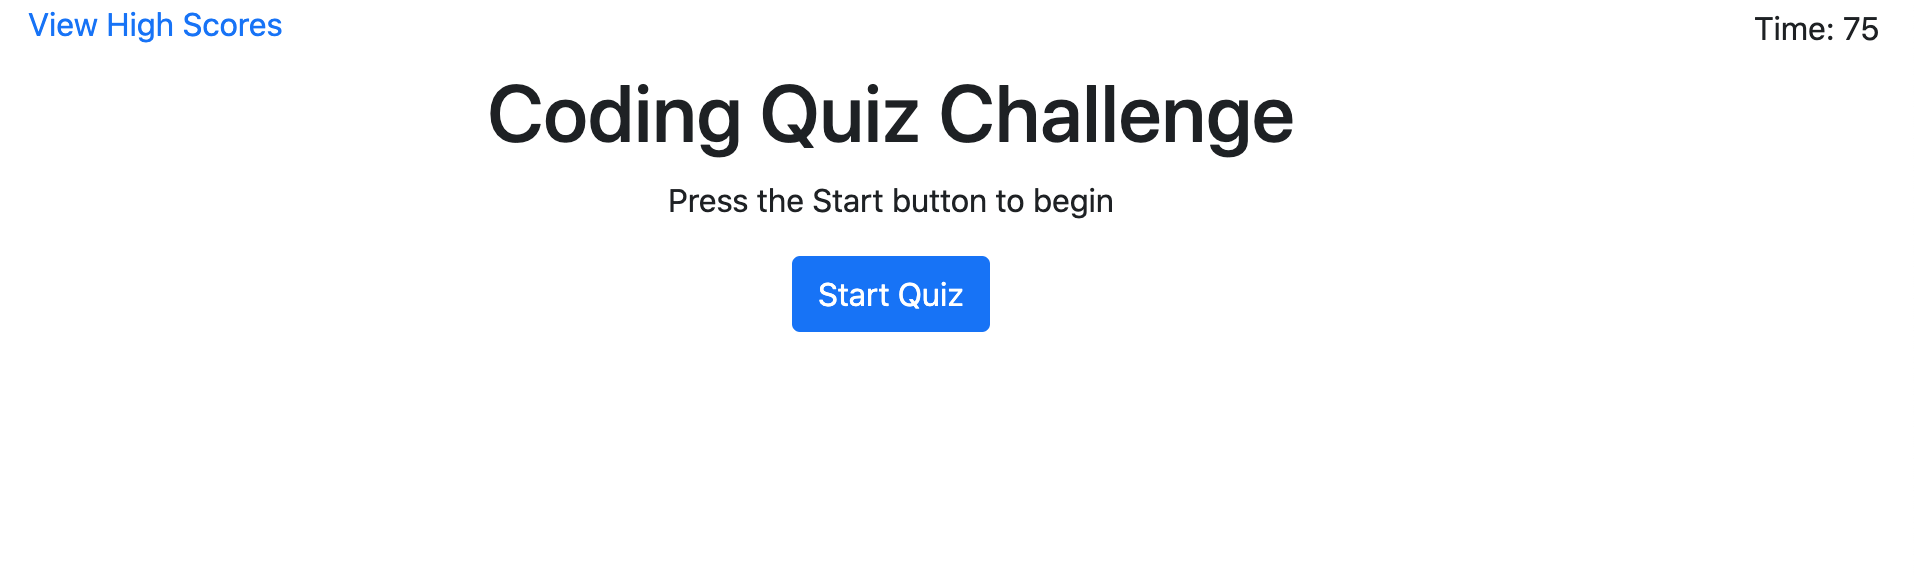 View High Scores
Time: 75
Coding Quiz Challenge
Press the Start button to begin
Start Quiz